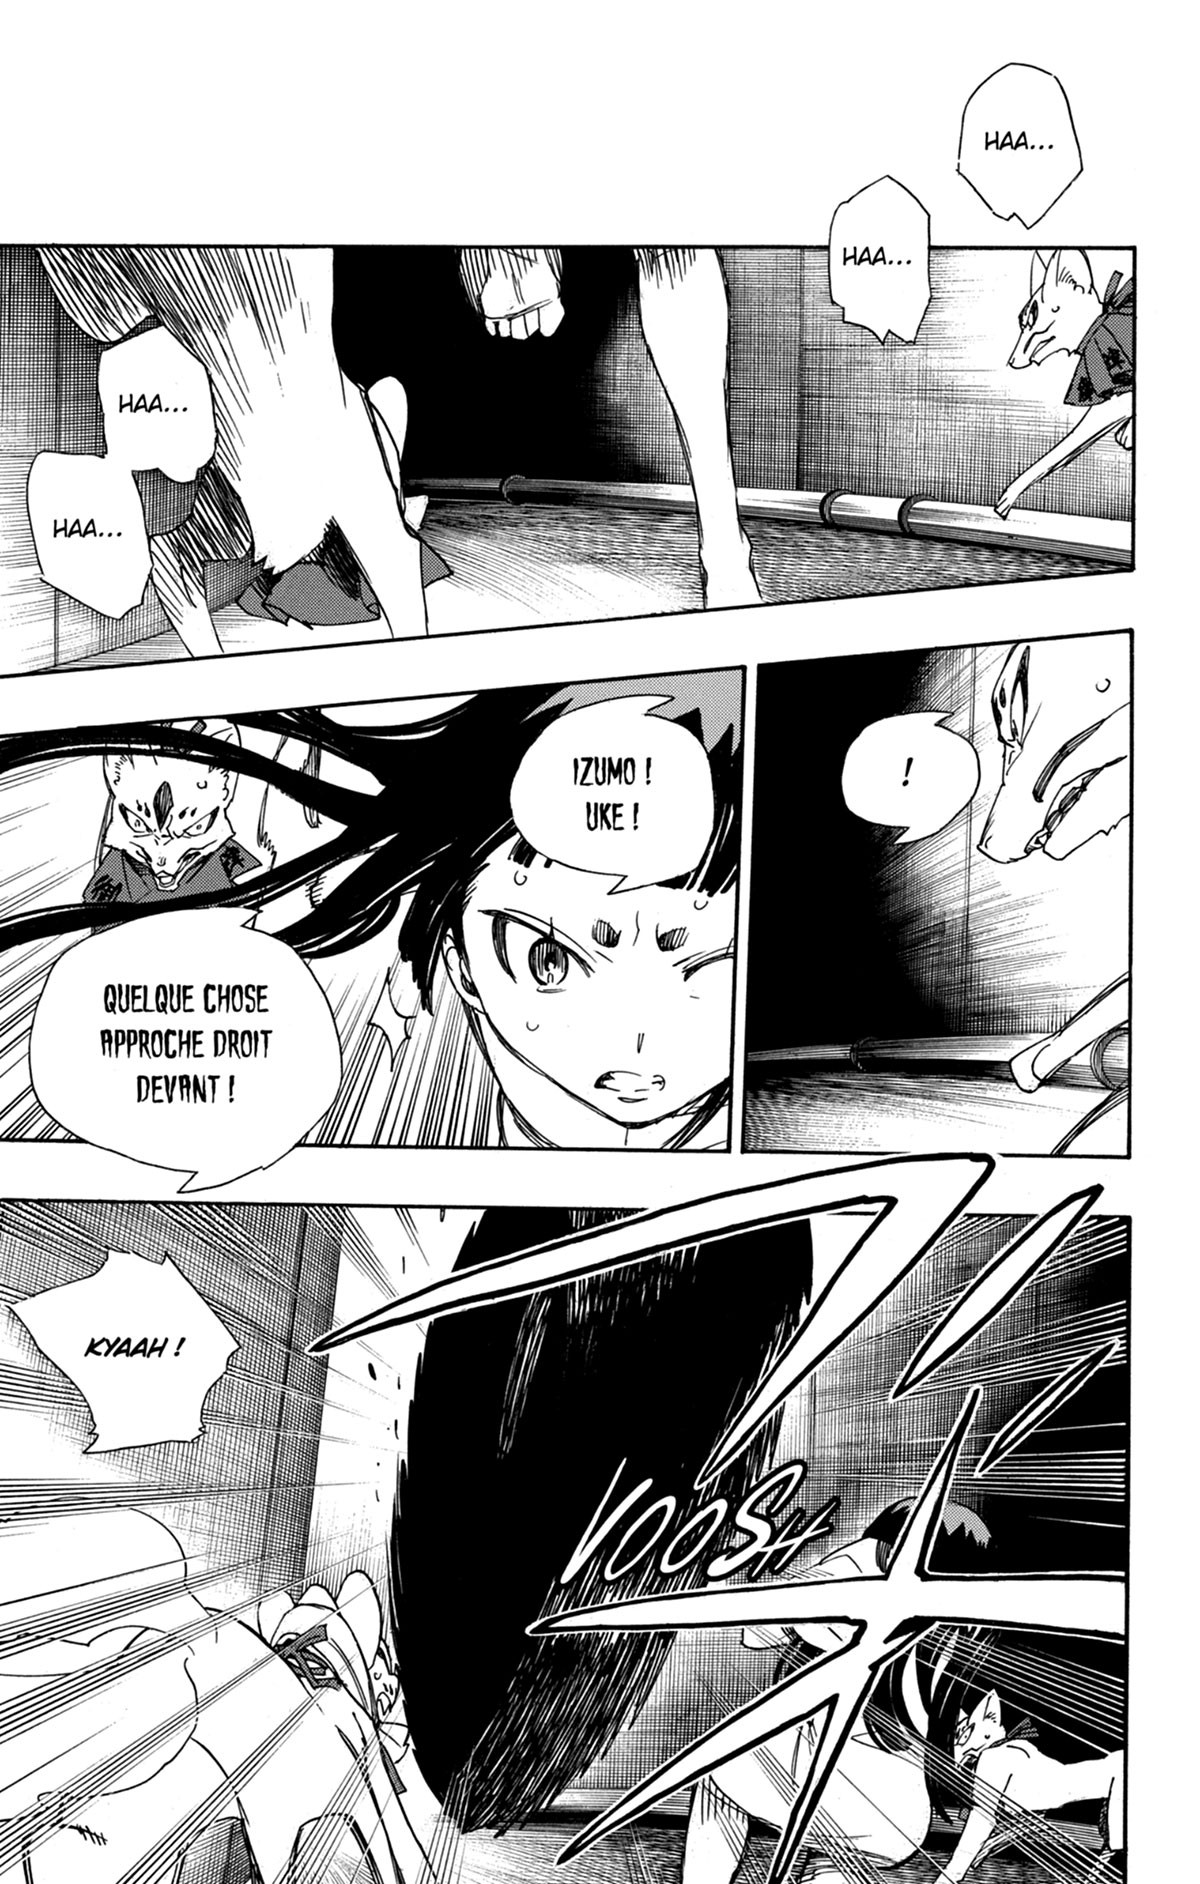 HAA...
HAA...
HAA...
HAA...
!
IZUMO !
UKE !
QUELQUE CHOSE
APPROCHE DROIT
DEVANT !
VOOSH
KYAAH !